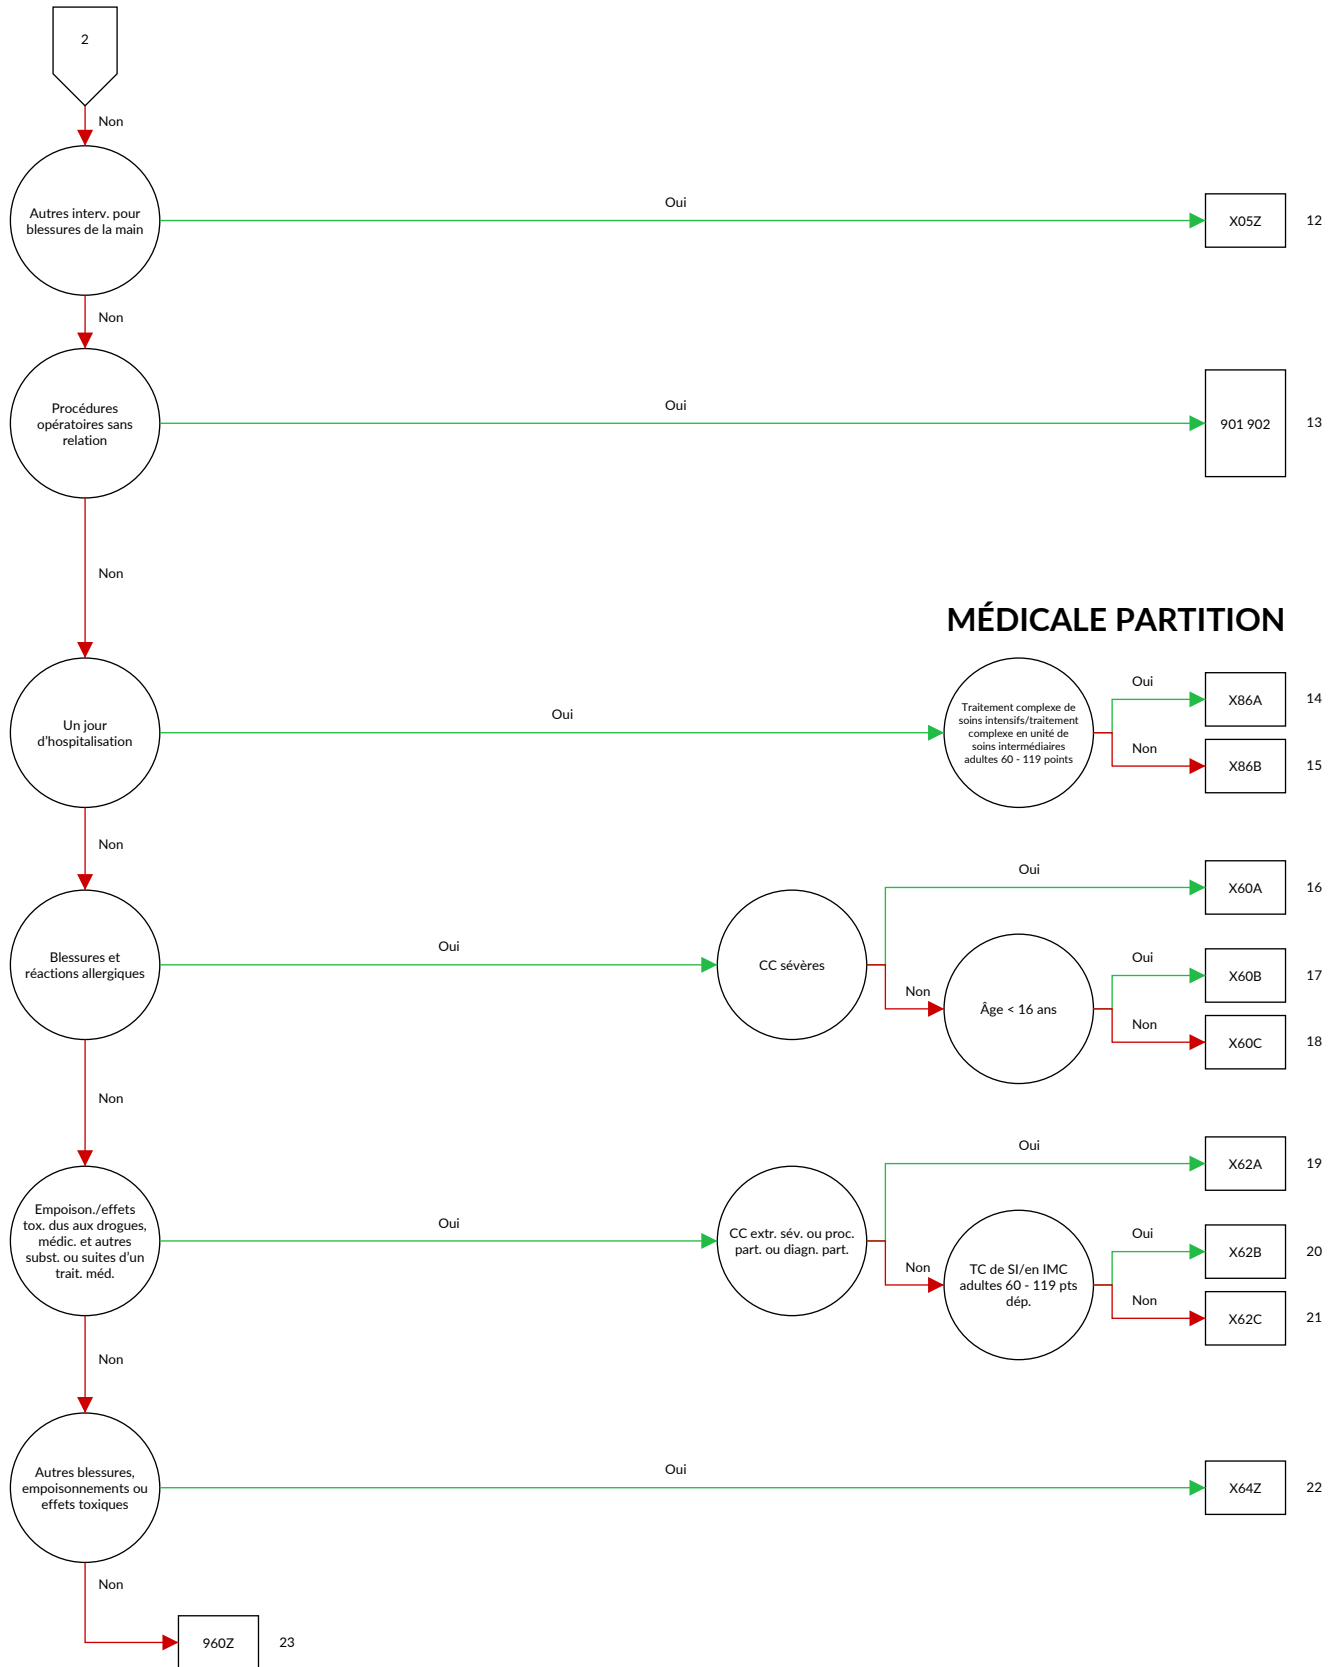 2
Non
Autres interv. pour
blessures de la main
Oui
X05Z
12
Non
Procédures
opératoires sans
relation
Oui
901 902
13
Non
MÉDICALE PARTITION
Un jour
d'hospitalisation
Oui
Traitement complexe de
soins intensifs/traitement
complexe en unité de
soins intermédiaires
adultes 60 - 119 points
Oui
X86A
14
Non
X86B
15
Non
Blessures et
réactions allergiques
Oui
CC sévères
Oui
X60A
16
Non
Âge < 16 ans
Oui
X60B
17
Non
X60C
18
Non
Empoison./effets
tox. dus aux drogues,
médic. et autres
subst. ou suites d'un
trait. méd.
Oui
CC extr. sév. ou proc.
part. ou diagn. part.
Oui
X62A
19
Non
TC de SI/en IMC
adultes 60 - 119 pts
dép.
Oui
X62B
20
Non
X62C
21
Non
Autres blessures,
empoisonnements ou
effets toxiques
Oui
X64Z
22
Non
960Z
23